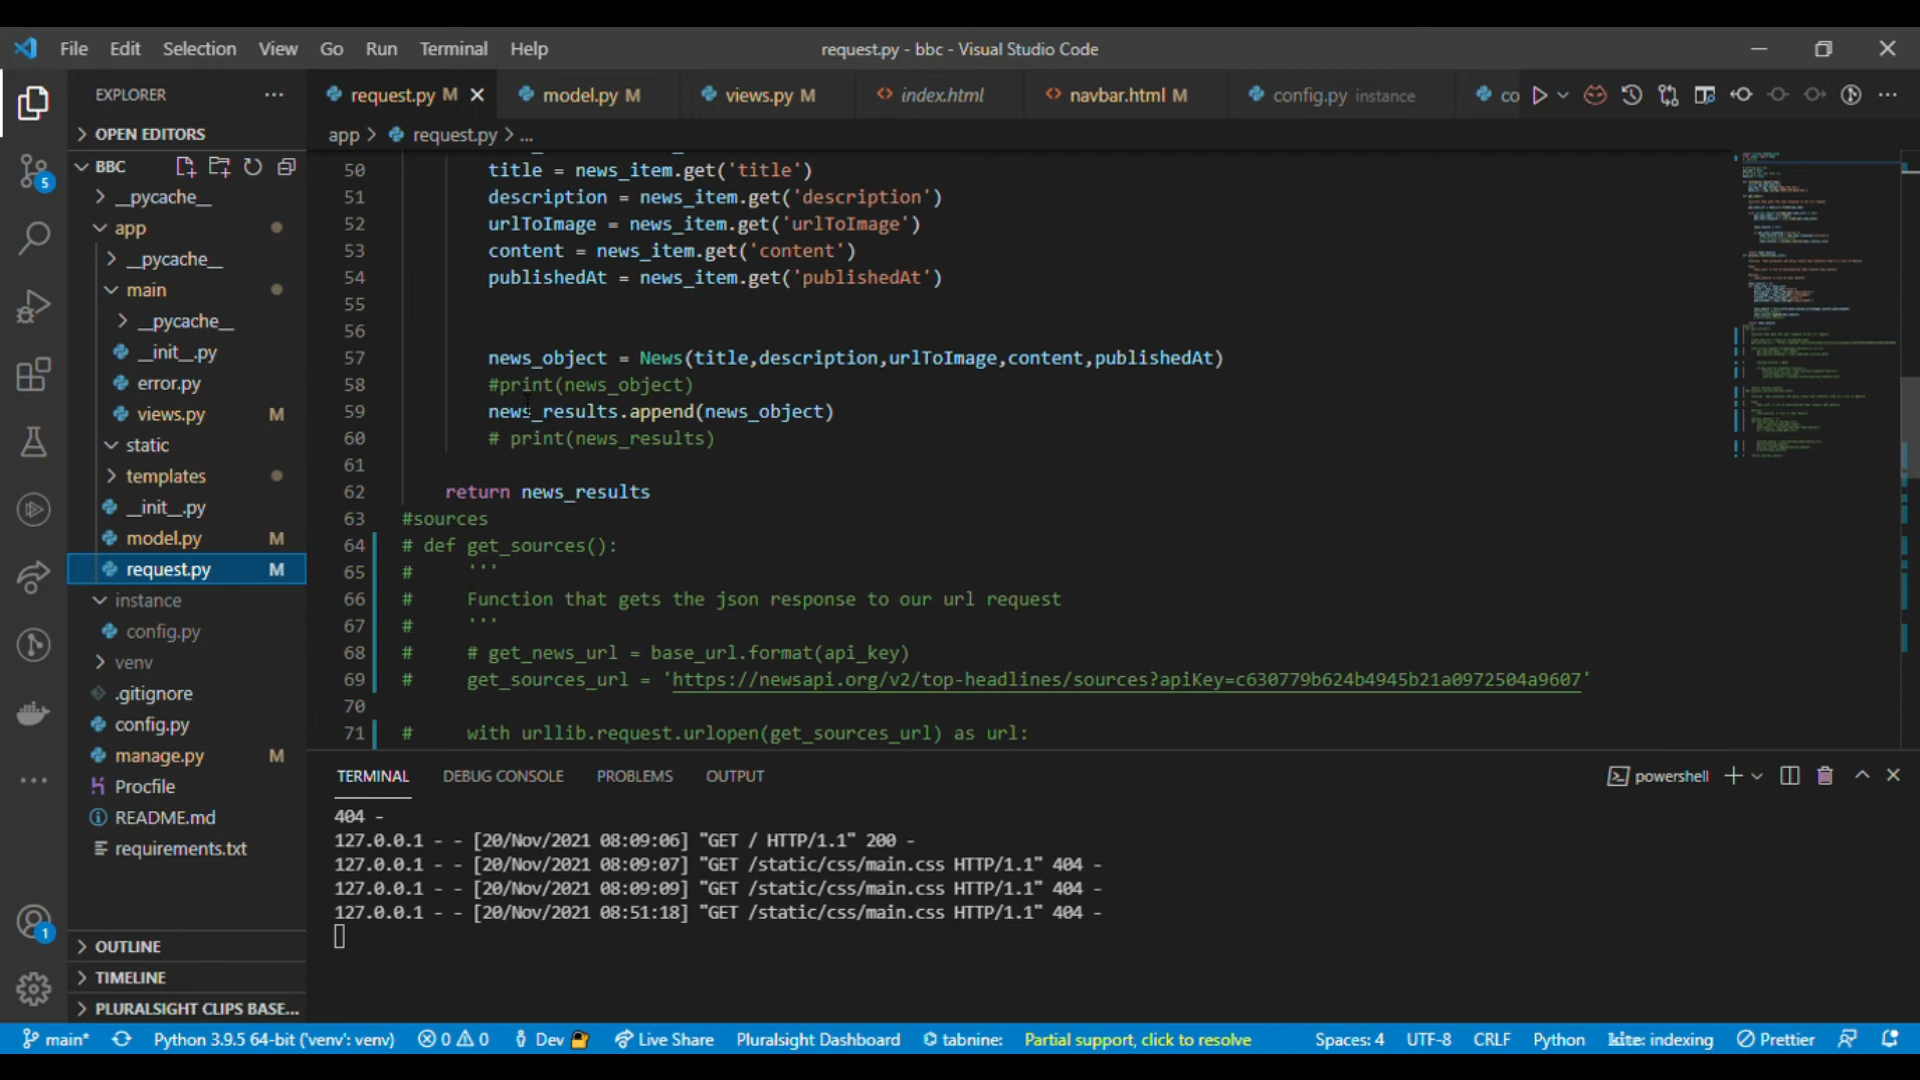 File Edit Selection View Go Run Terminal Help
request.py - bbc - Visual Studio Code
EXPLORER
request.py M
model.py M
views.py M
index.html
navbar.html M
config.py instance
co
OPEN EDITORS
app > request.py > ...
BBC
__pycache__
app
__pycache__
main
__pycache__
__init__.py
error.py
views.py M
static
templates
__init__.py
model.py M
request.py M
instance
config.py
venv
.gitignore
config.py
manage.py M
Procfile
README.md
requirements.txt
OUTLINE
TIMELINE
PLURALSIGHT CLIPS BASE...
5
1
50 title = news_item.get('title')
51 description = news_item.get('description')
52 urlToImage = news_item.get('urlToImage')
53 content = news_item.get('content')
54 publishedAt = news_item.get('publishedAt')
55
56
57 news_object = News(title,description,urlToImage,content,publishedAt)
58 #print(news_object)
59 news_results.append(news_object)
60 # print(news_results)
61
62 return news_results
63 #sources
64 # def get_sources():
65 # '''
66 # Function that gets the json response to our url request
67 # '''
68 # # get_news_url = base_url.format(api_key)
69 # get_sources_url = 'https://newsapi.org/v2/top-headlines/sources?apiKey=c630779b624b4945b21a0972504a9607'
70
71 # with urllib.request.urlopen(get_sources_url) as url:
TERMINAL DEBUG CONSOLE PROBLEMS OUTPUT
powershell
404 -
127.0.0.1 - - [20/Nov/2021 08:09:06] "GET / HTTP/1.1" 200 -
127.0.0.1 - - [20/Nov/2021 08:09:07] "GET /static/css/main.css HTTP/1.1" 404 -
127.0.0.1 - - [20/Nov/2021 08:09:09] "GET /static/css/main.css HTTP/1.1" 404 -
127.0.0.1 - - [20/Nov/2021 08:51:18] "GET /static/css/main.css HTTP/1.1" 404 -
main* Python 3.9.5 64-bit ('venv': venv) 0 0 Dev Live Share Pluralsight Dashboard tabnine: Partial support, click to resolve Spaces: 4 UTF-8 CRLF Python kite: indexing Prettier